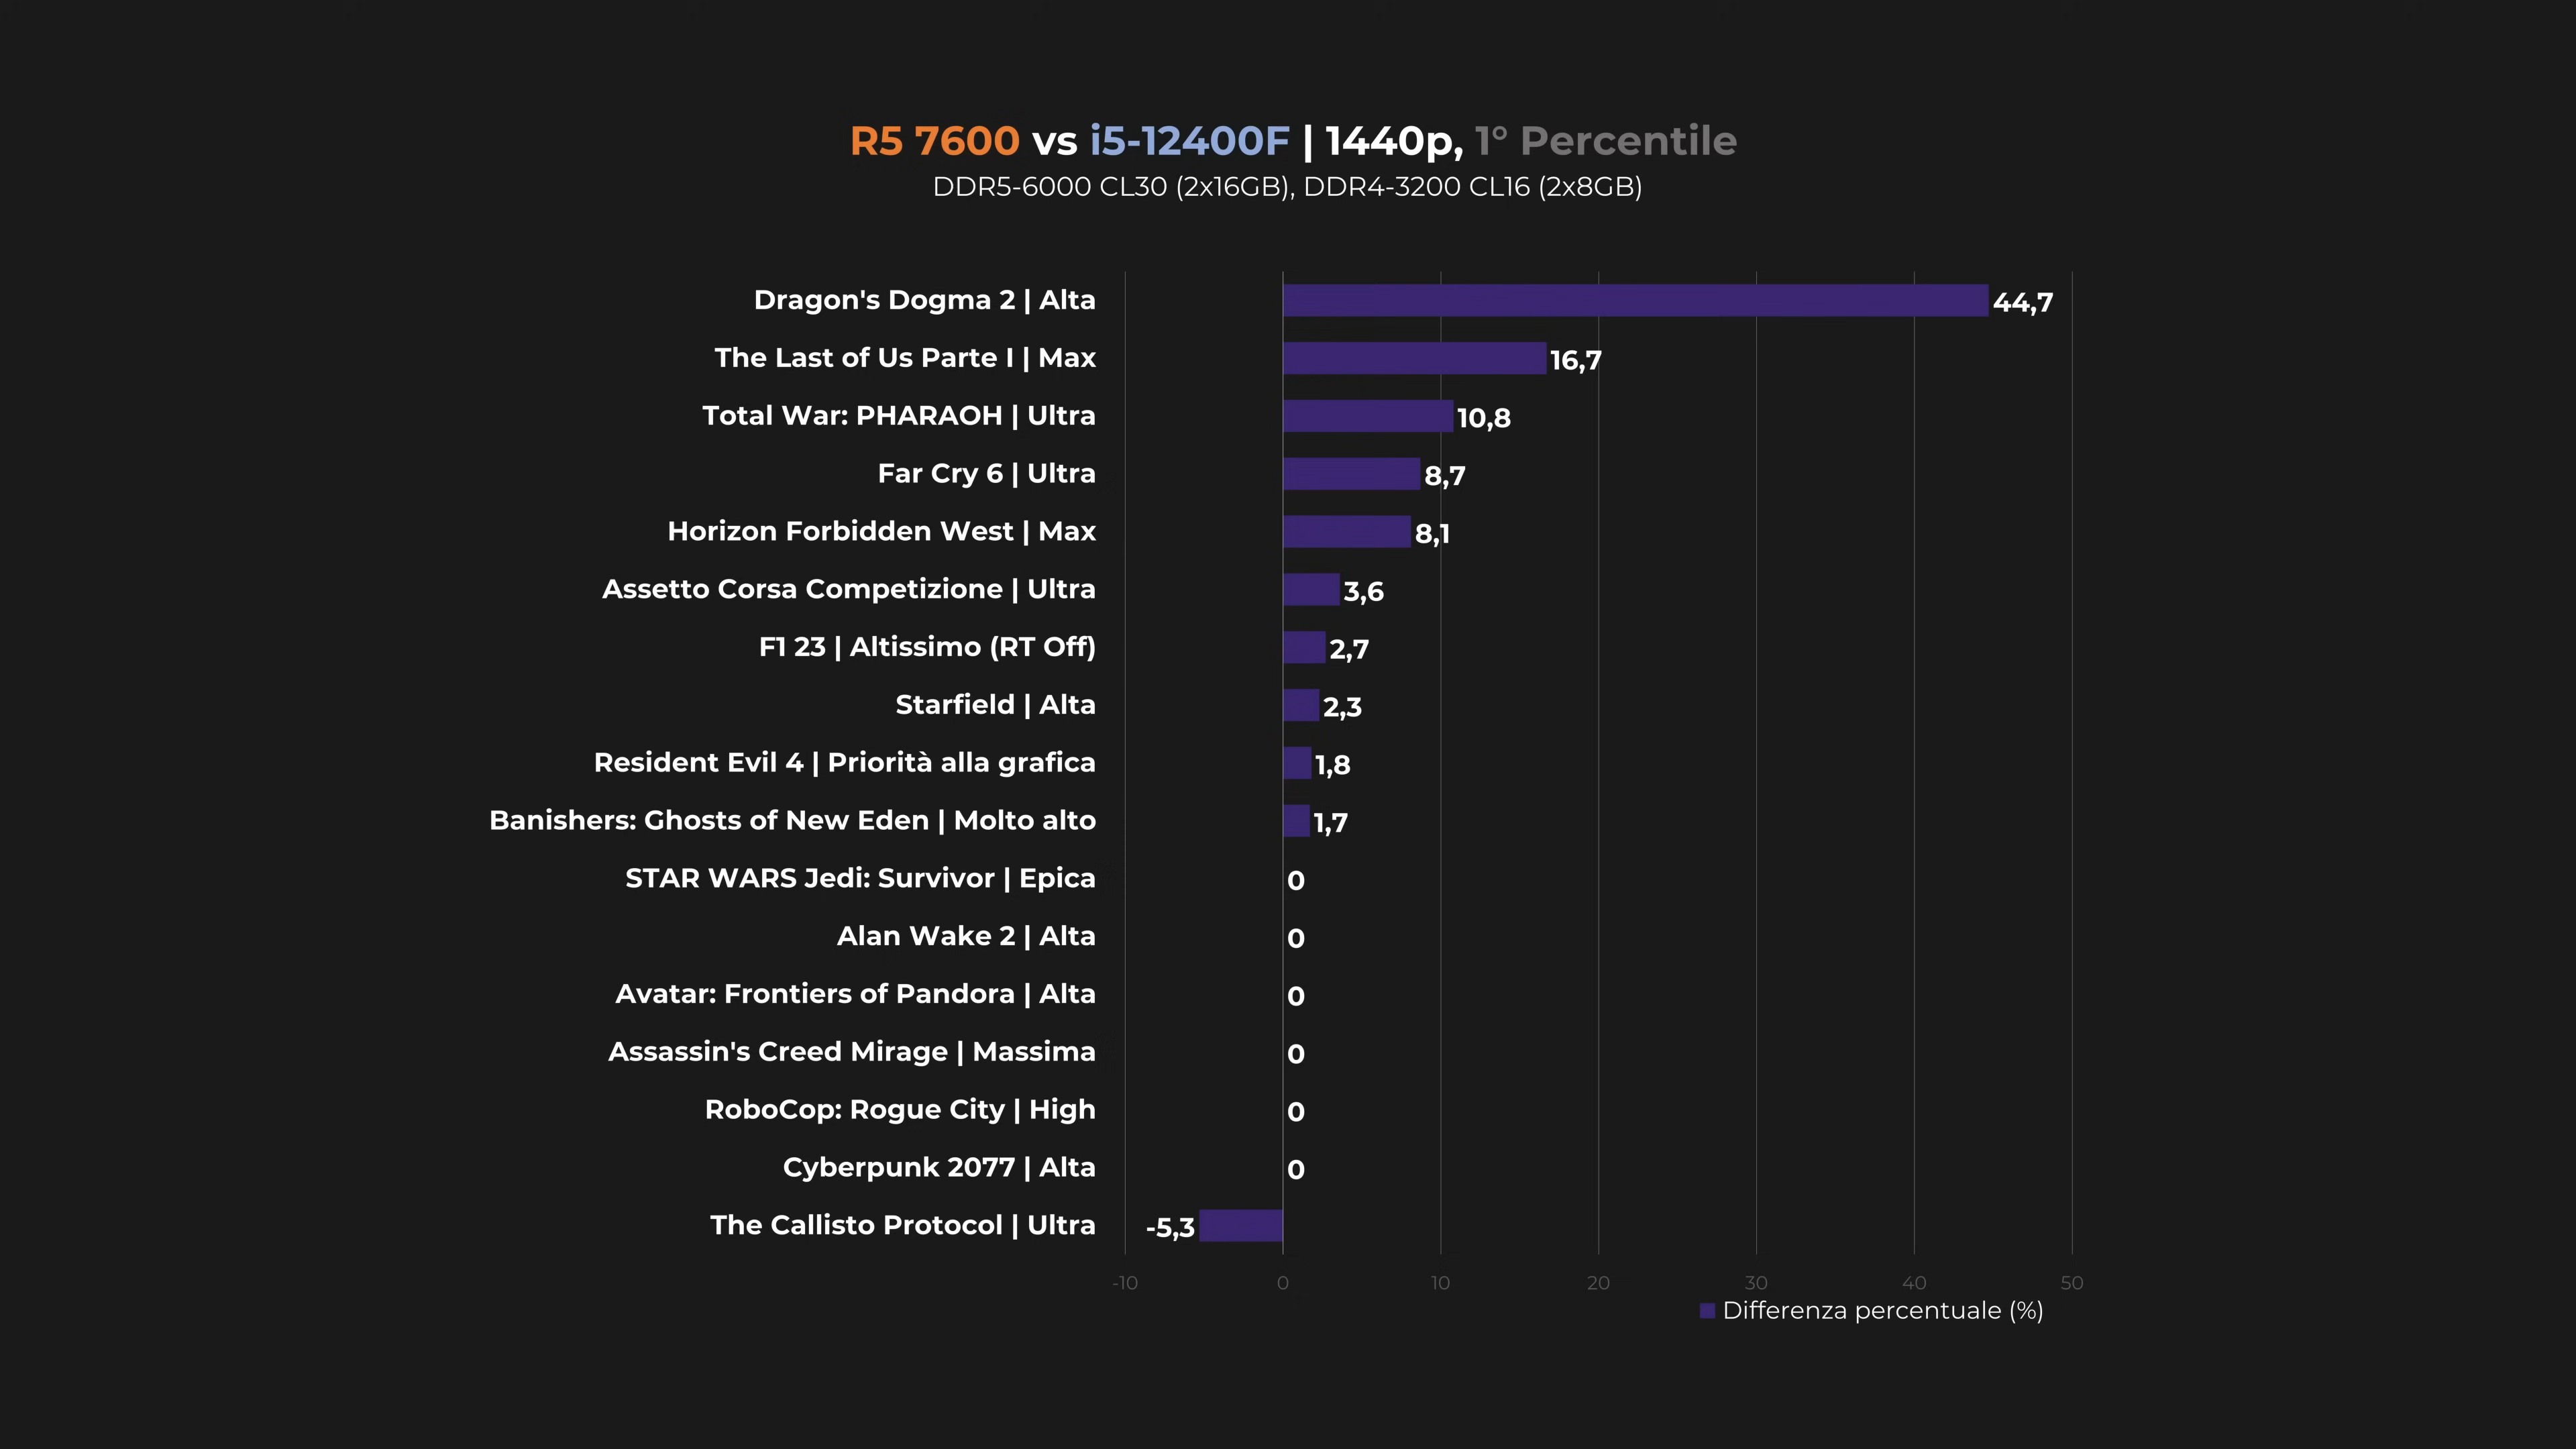 R5 7600 vs i5-12400F | 1440p, 1° Percentile
DDR5-6000 CL30 (2x16GB), DDR4-3200 CL16 (2x8GB)
Dragon's Dogma 2 | Alta 44,7
The Last of Us Parte I | Max 16,7
Total War: PHARAOH | Ultra 10,8
Far Cry 6 | Ultra 8,7
Horizon Forbidden West | Max 8,1
Assetto Corsa Competizione | Ultra 3,6
F1 23 | Altissimo (RT Off) 2,7
Starfield | Alta 2,3
Resident Evil 4 | Priorità alla grafica 1,8
Banishers: Ghosts of New Eden | Molto alto 1,7
STAR WARS Jedi: Survivor | Epica 0
Alan Wake 2 | Alta 0
Avatar: Frontiers of Pandora | Alta 0
Assassin's Creed Mirage | Massima 0
RoboCop: Rogue City | High 0
Cyberpunk 2077 | Alta 0
The Callisto Protocol | Ultra -5,3
-10 0 10 20 30 40 50
Differenza percentuale (%)